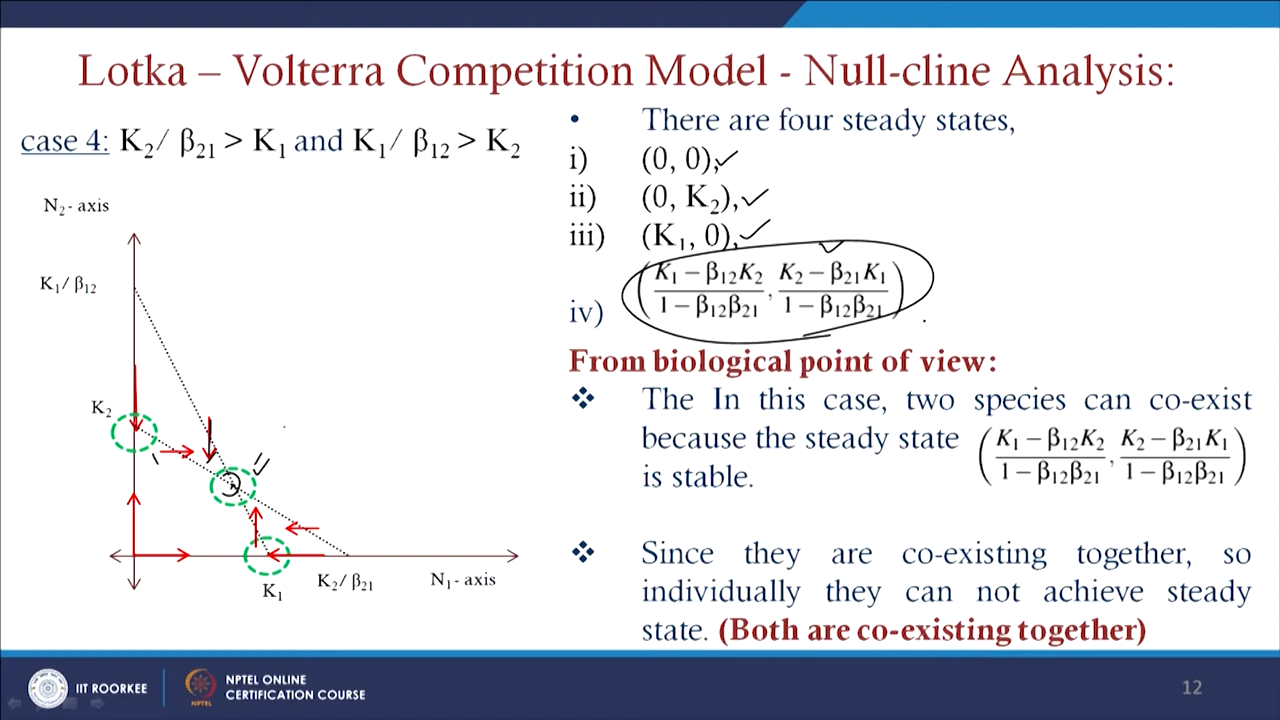 Lotka – Volterra Competition Model - Null-cline Analysis:
case 4: K₂/ β₂₁ > K₁ and K₁/ β₁₂ > K₂
N₂- axis
K₁/ β₁₂
K₂
K₁
K₂/ β₂₁
N₁- axis
• There are four steady states,
i) (0, 0),
ii) (0, K₂),
iii) (K₁, 0),
iv) ((K₁ − β₁₂K₂)/(1 − β₁₂β₂₁), (K₂ − β₂₁K₁)/(1 − β₁₂β₂₁))
From biological point of view:
❖ The In this case, two species can co-exist
because the steady state ((K₁ − β₁₂K₂)/(1 − β₁₂β₂₁), (K₂ − β₂₁K₁)/(1 − β₁₂β₂₁))
is stable.
❖ Since they are co-existing together, so
individually they can not achieve steady
state. (Both are co-existing together)
IIT ROORKEE
NPTEL ONLINE
CERTIFICATION COURSE
NPTEL
12